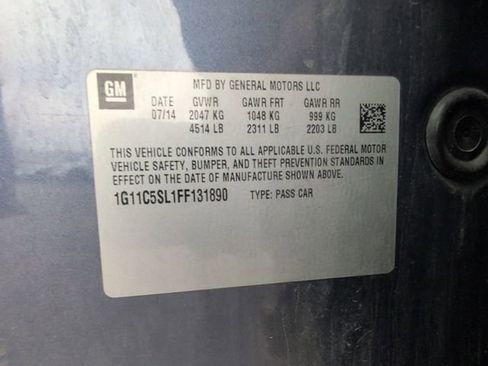 GM
MFD BY GENERAL MOTORS LLC
DATE GVWR GAWR FRT GAWR RR
07/14 2047 KG 1048 KG 999 KG
4514 LB 2311 LB 2203 LB
THIS VEHICLE CONFORMS TO ALL APPLICABLE U.S. FEDERAL MOTOR
VEHICLE SAFETY, BUMPER, AND THEFT PREVENTION STANDARDS IN
EFFECT ON THE DATE OF MANUFACTURE SHOWN ABOVE.
1G11C5SL1FF131890 TYPE: PASS CAR